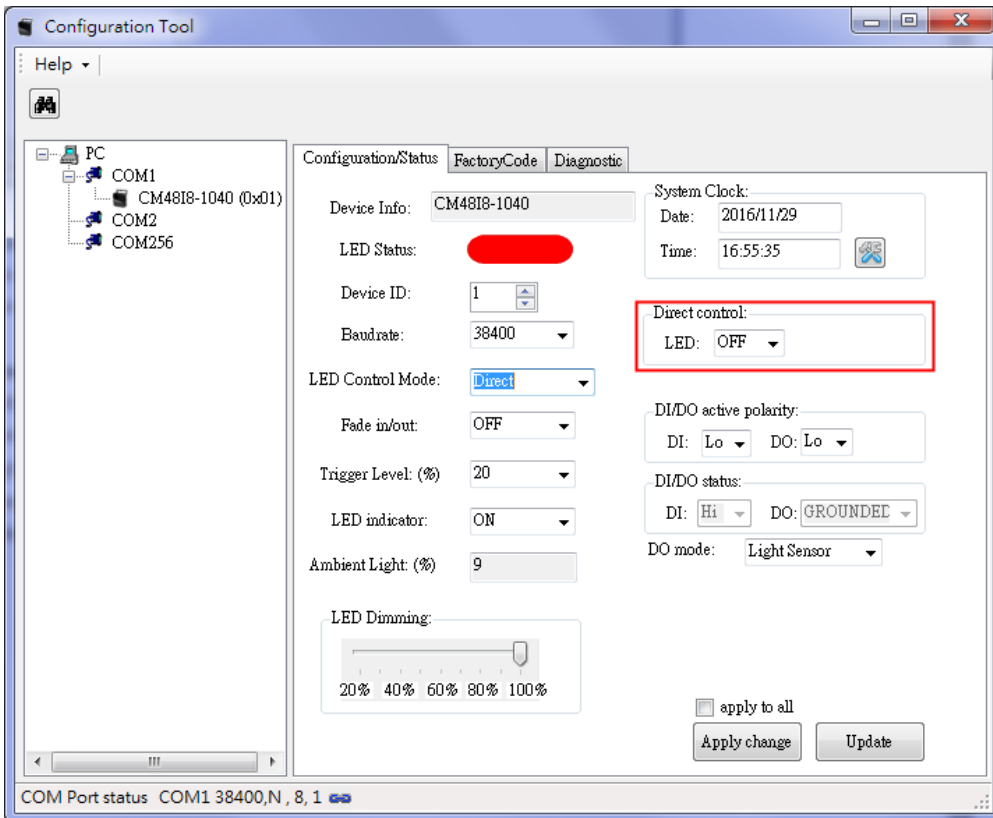 Configuration Tool
Help
PC
COM1
CM48I8-1040 (0x01)
COM2
COM256
Configuration/Status FactoryCode Diagnostic
Device Info: CM48I8-1040
LED Status:
Device ID: 1
Baudrate: 38400
LED Control Mode: Direct
Fade in/out: OFF
Trigger Level: (%) 20
LED indicator: ON
Ambient Light: (%) 9
LED Dimming:
20% 40% 60% 80% 100%
System Clock:
Date: 2016/11/29
Time: 16:55:35
Direct control:
LED: OFF
DI/DO active polarity:
DI: Lo DO: Lo
DI/DO status:
DI: Hi DO: GROUNDED
DO mode: Light Sensor
apply to all
Apply change Update
COM Port status COM1 38400,N , 8, 1